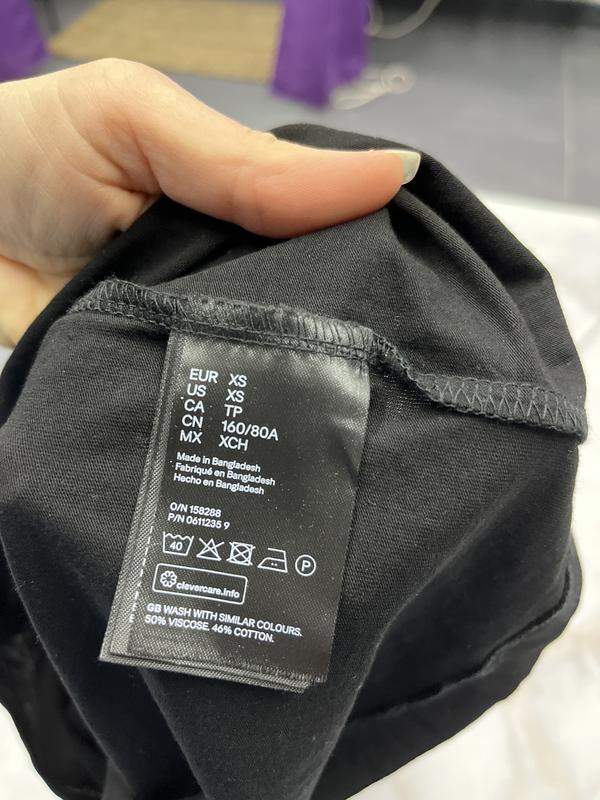 EUR XS
US XS
CA TP
CN 160/80A
MX XCH
Made in Bangladesh
Fabriqué en Bangladesh
Hecho en Bangladesh
O/N 158288
P/N 0611235 9
40 P
clevercare.info
GB WASH WITH SIMILAR COLOURS.
50% VISCOSE. 46% COTTON.